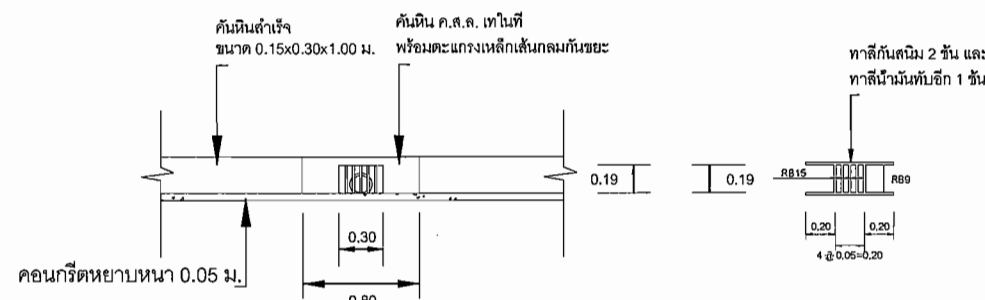 คันหินสำเร็จ
ขนาด 0.15x0.30x1.00 ม.
คันหิน ค.ส.ล. เทในที่
พร้อมตะแกรงเหล็กเส้นกลมกันขยะ
ทาสีกันสนิม 2 ชั้น และ
ทาสีน้ำมันทับอีก 1 ชั้น
0.19
0.19
RB15
RB9
0.20
0.20
4 @ 0.05=0.20
0.30
คอนกรีตหยาบหนา 0.05 ม.
0.80